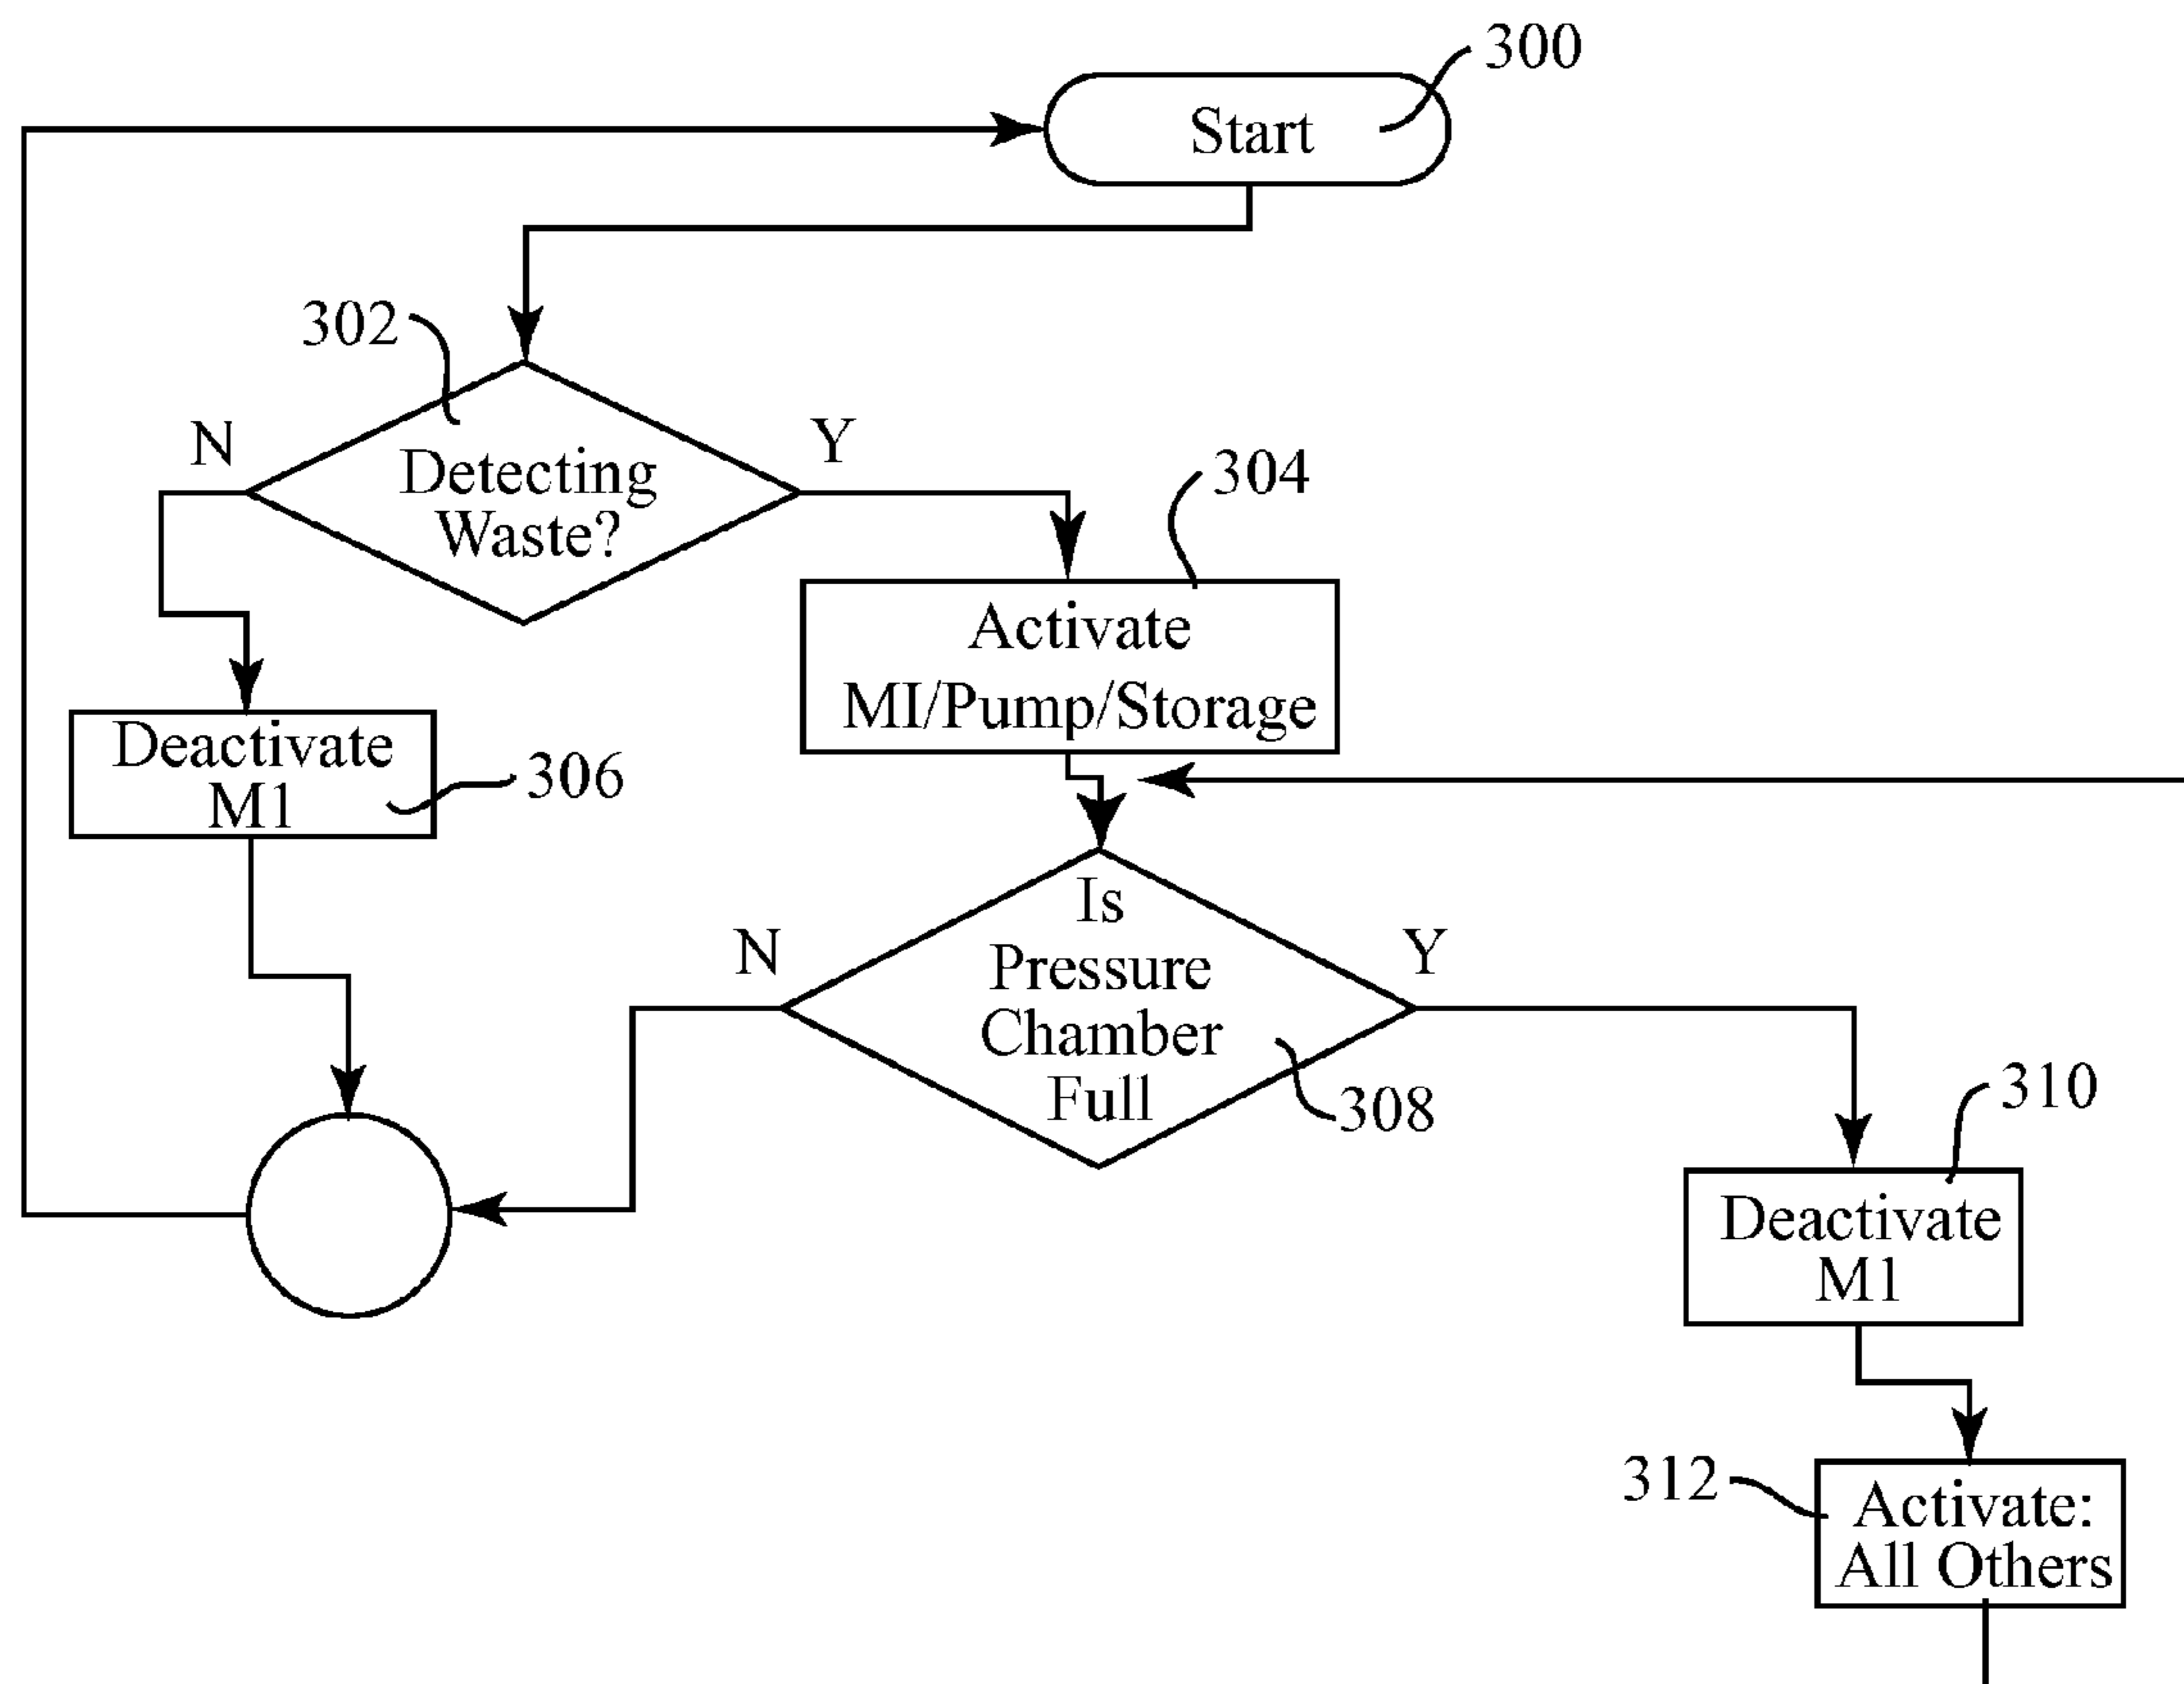 300
Start
302
N
Detecting
Waste?
Y
304
Activate
MI/Pump/Storage
Deactivate
M1
306
N
Is
Pressure
Chamber
Full
Y
308
310
Deactivate
M1
312
Activate:
All Others